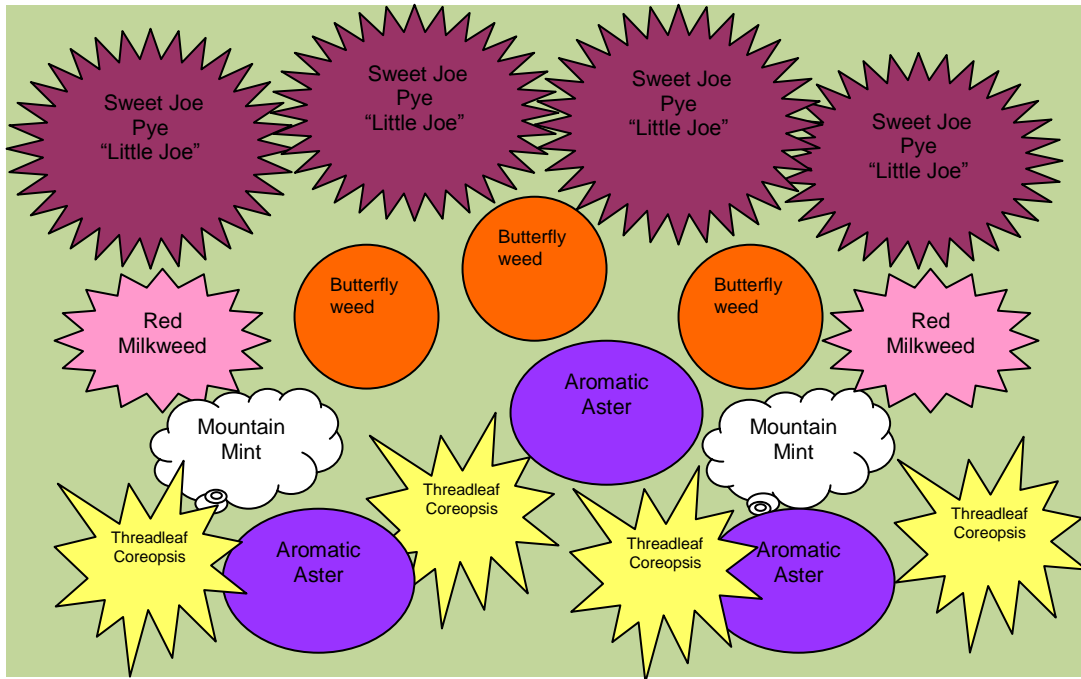 Sweet Joe
Pye
“Little Joe”
Sweet Joe
Pye
“Little Joe”
Sweet Joe
Pye
“Little Joe”
Sweet Joe
Pye
“Little Joe”
Butterfly
weed
Butterfly
weed
Butterfly
weed
Red
Milkweed
Red
Milkweed
Aromatic
Aster
Mountain
Mint
Mountain
Mint
Threadleaf
Coreopsis
Threadleaf
Coreopsis
Threadleaf
Coreopsis
Threadleaf
Coreopsis
Aromatic
Aster
Aromatic
Aster